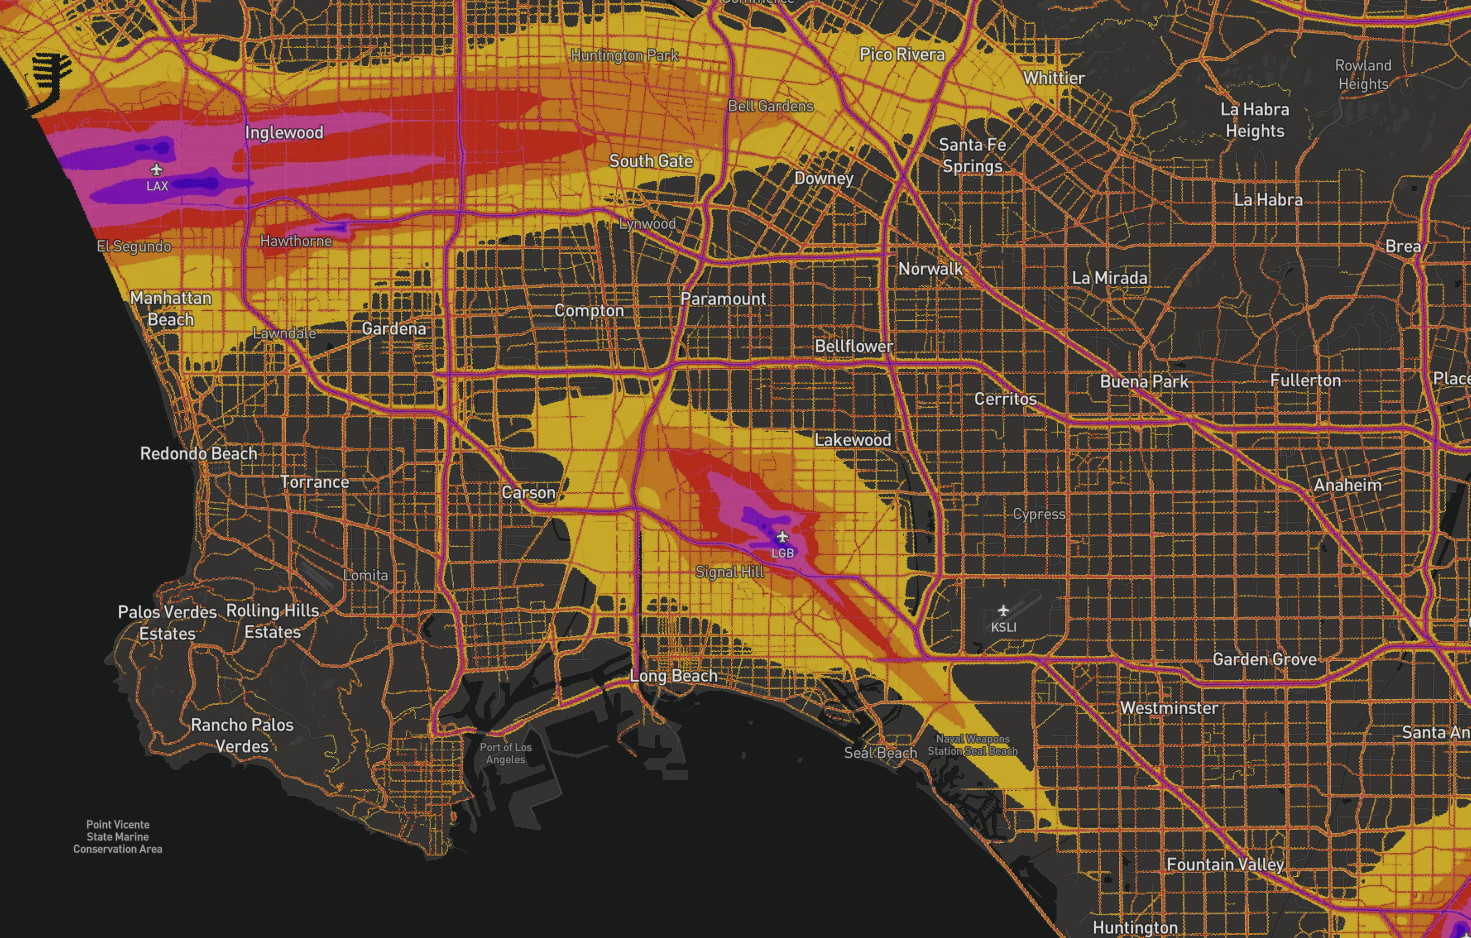 Commerce
Huntington Park
Pico Rivera
Whittier
Rowland
Heights
Bell Gardens
La Habra
Heights
Inglewood
South Gate
Santa Fe
Springs
LAX
Downey
La Habra
Lynwood
El Segundo
Hawthorne
Brea
Norwalk
La Mirada
Manhattan
Beach
Paramount
Compton
Gardena
Lawndale
Bellflower
Buena Park
Fullerton
Place
Cerritos
Lakewood
Redondo Beach
Torrance
Carson
Anaheim
Cypress
LGB
Signal Hill
Lomita
Palos Verdes
Estates
Rolling Hills
Estates
KSLI
Garden Grove
Long Beach
Westminster
Rancho Palos
Verdes
Santa An
Port of Los
Angeles
Seal Beach
Naval Weapons
Station Seal Beach
Point Vicente
State Marine
Conservation Area
Fountain Valley
Huntington